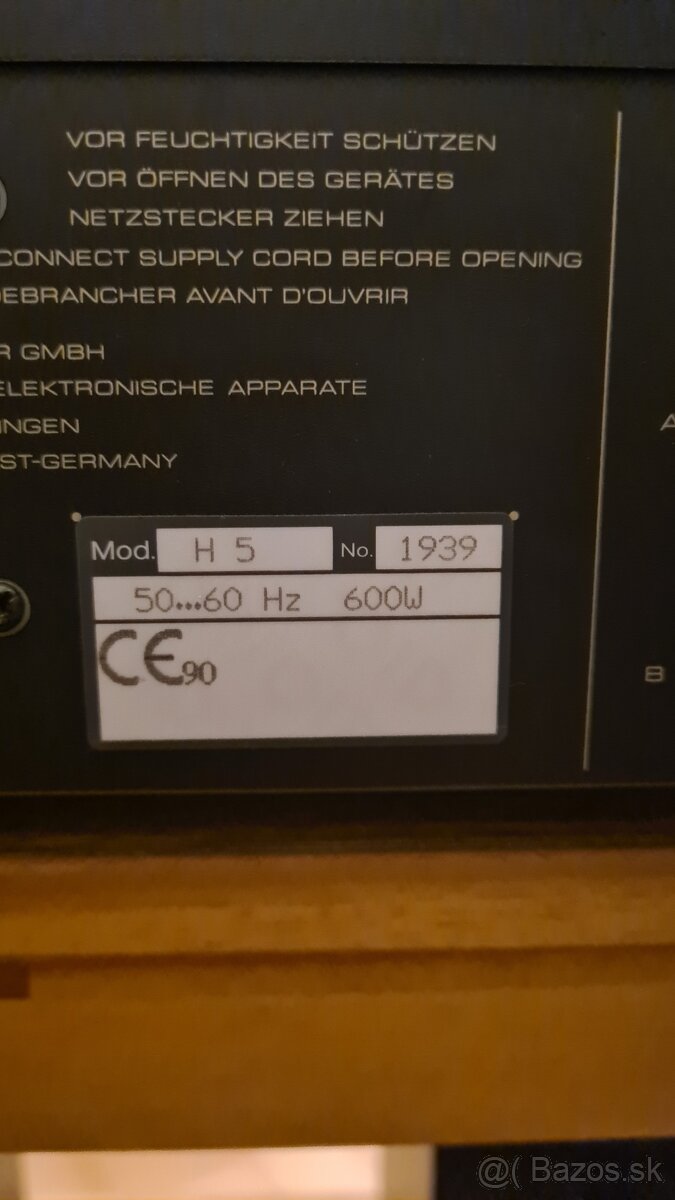 VOR FEUCHTIGKEIT SCHÜTZEN
VOR ÖFFNEN DES GERÄTES
NETZSTECKER ZIEHEN
CONNECT SUPPLY CORD BEFORE OPENING
DEBRANCHER AVANT D'OUVRIR
R GMBH
ELEKTRONISCHE APPARATE
NGEN
ST-GERMANY
A
Mod. H 5 No. 1939
50...60 Hz 600W
CE90
B
@( Bazos.sk